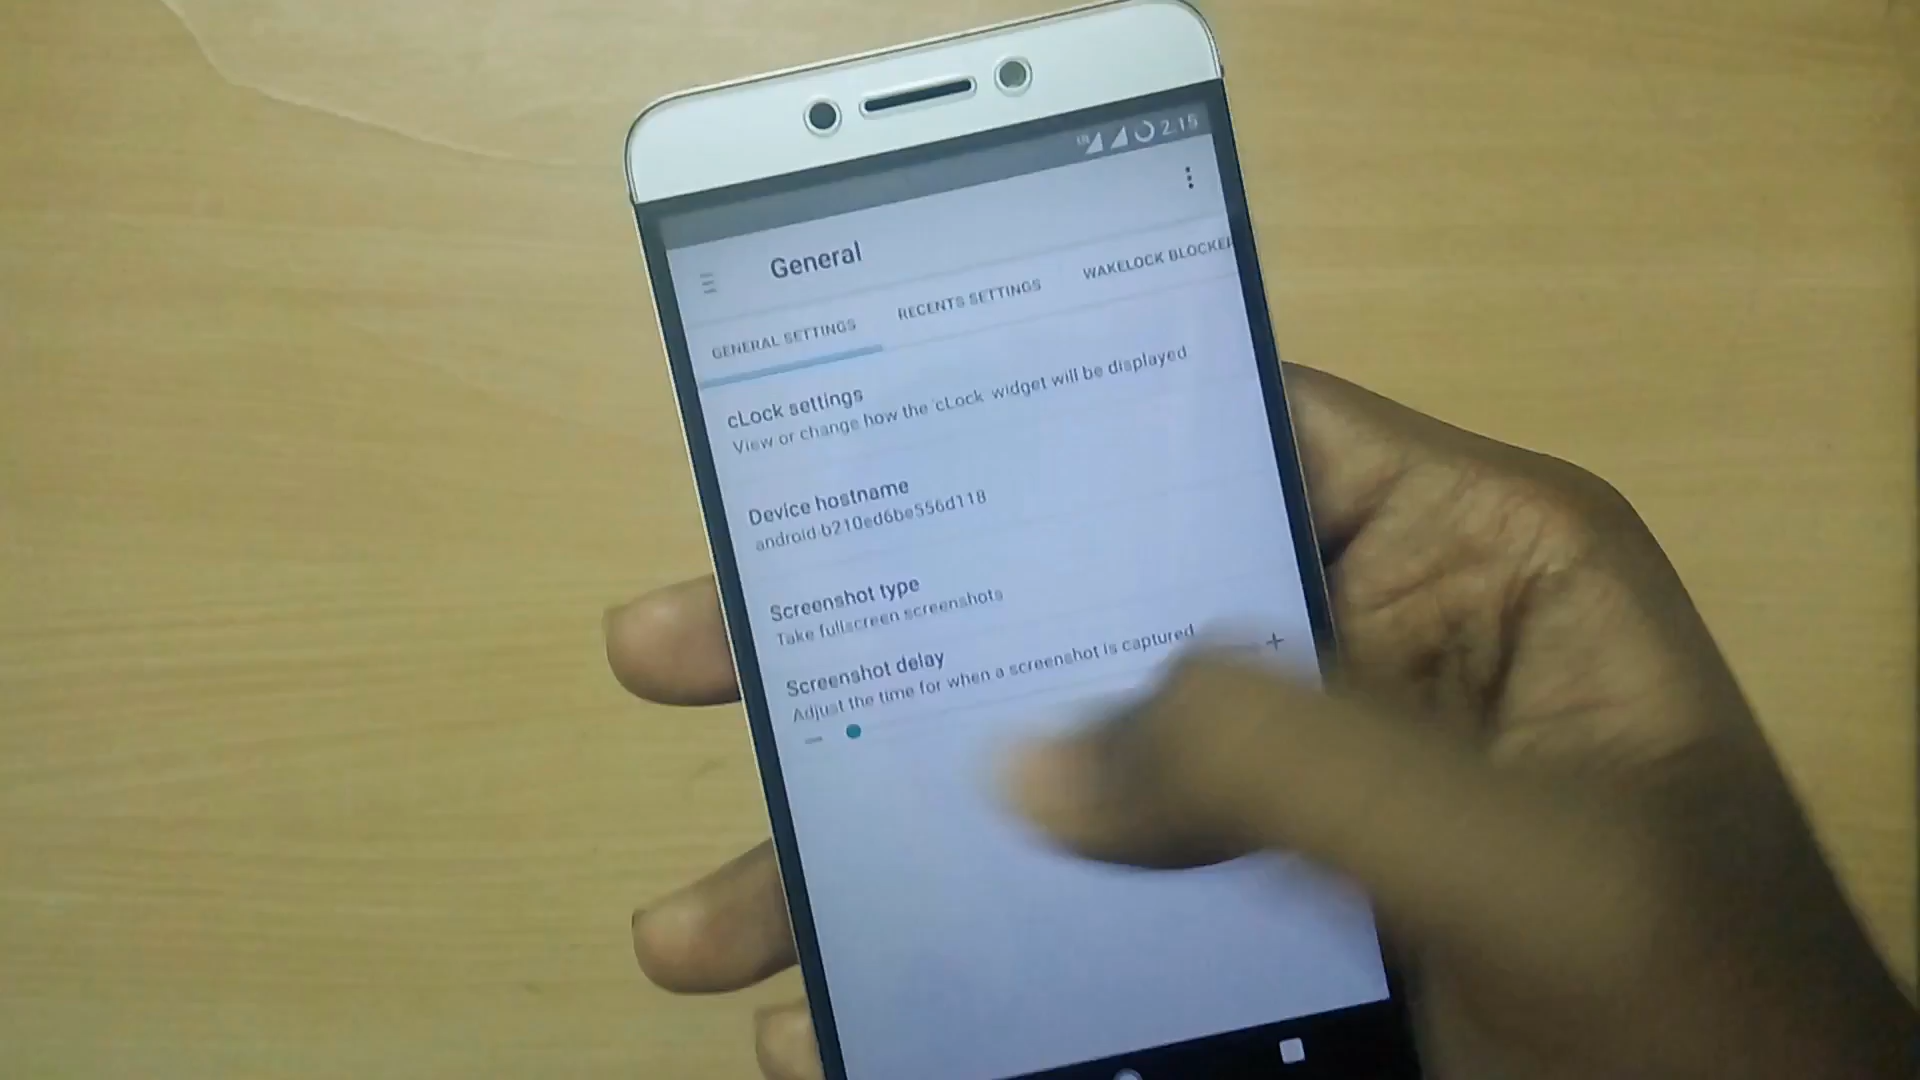 2:15
General
GENERAL SETTINGS
RECENTS SETTINGS
WAKELOCK BLOCKER
cLock settings
View or change how the cLock widget will be displayed
Device hostname
android-b210ed6be556d118
Screenshot type
Take fullscreen screenshots
Screenshot delay
Adjust the time for when a screenshot is captured